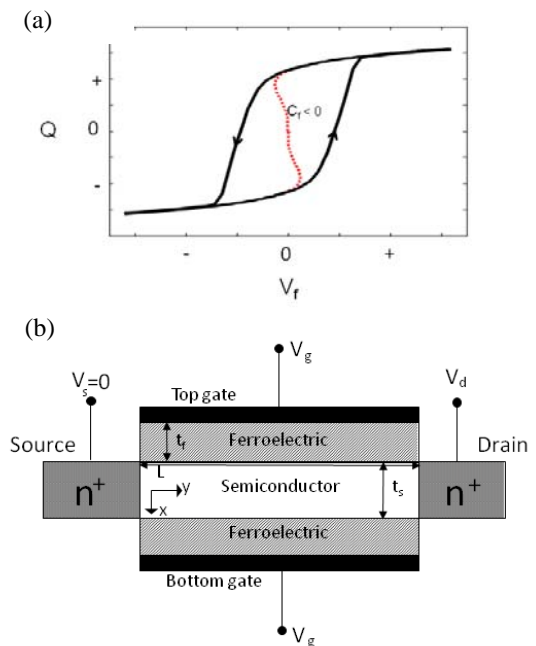 (a)
+
Q
0
-
C_f < 0
-
0
+
V_f
(b)
V_g
V_s=0
V_d
Top gate
Source
t_f
Ferroelectric
Drain
L
n⁺
Semiconductor
t_s
n⁺
y
x
Ferroelectric
Bottom gate
V_g